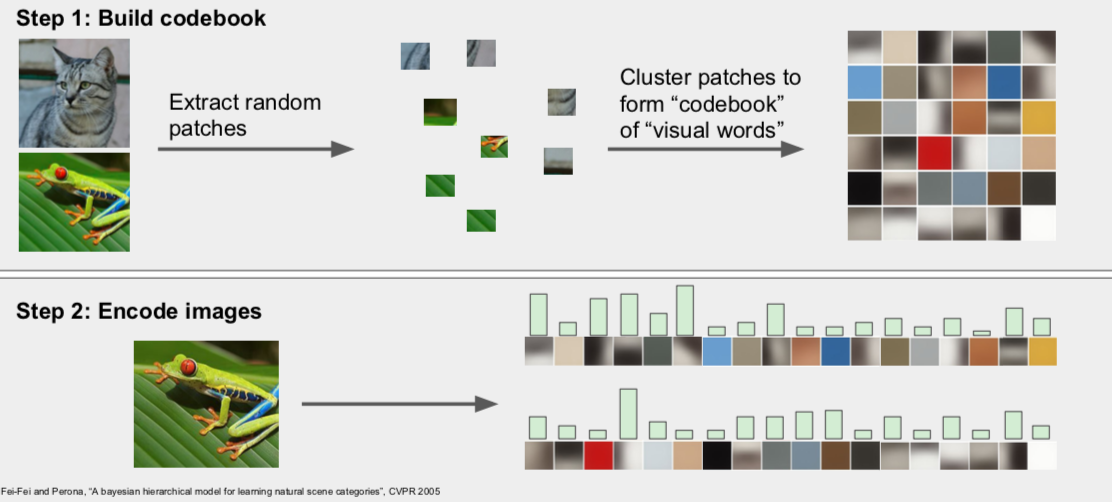 Step 1: Build codebook
Extract random
patches
Cluster patches to
form “codebook”
of “visual words”
Step 2: Encode images
Fei-Fei and Perona, “A bayesian hierarchical model for learning natural scene categories”, CVPR 2005